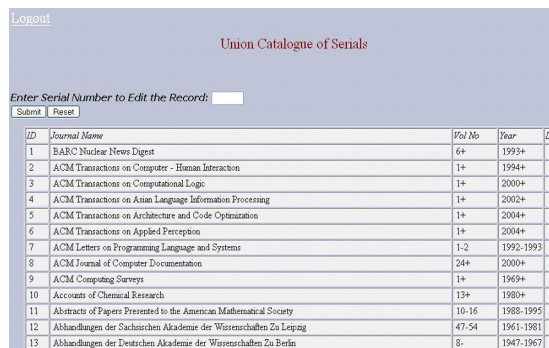 Logout
Union Catalogue of Serials
Enter Serial Number to Edit the Record:
Submit Reset
ID Journal Name Vol No Year
1 BARC Nuclear News Digest 6+ 1993+
2 ACM Transactions on Computer - Human Interaction 1+ 1994+
3 ACM Transactions on Computational Logic 1+ 2000+
4 ACM Transactions on Asian Language Information Processing 1+ 2002+
5 ACM Transactions on Architecture and Code Optimization 1+ 2004+
6 ACM Transactions on Applied Perception 1+ 2004+
7 ACM Letters on Programming Language and Systems 1-2 1992-1993
8 ACM Journal of Computer Documentation 24+ 2000+
9 ACM Computing Surveys 1+ 1969+
10 Accounts of Chemical Research 13+ 1980+
11 Abstracts of Papers Presented to the American Mathematical Society 10-16 1988-1995
12 Abhandlungen der Sachsischen Akademie der Wissenschaften Zu Leipzig 47-54 1961-1981
13 Abhandlungen der Deutschen Akademie der Wissenschaften Zu Berlin 8- 1947-1967